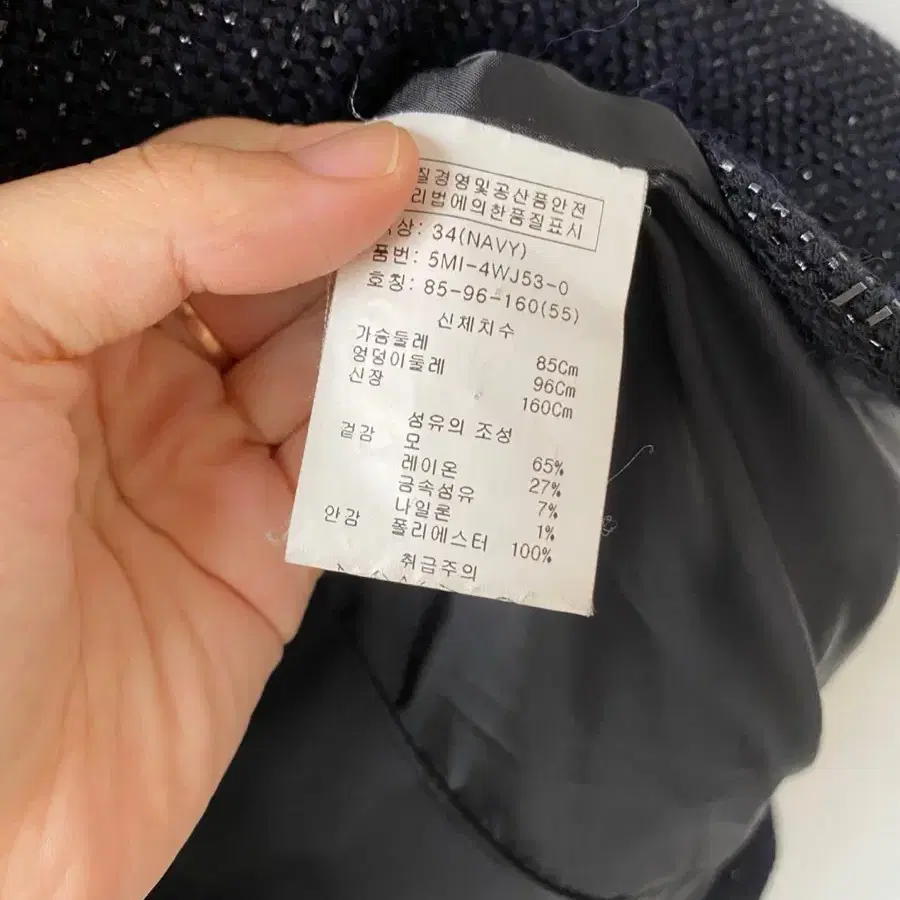 질경영및공산품안전
리법에의한품질표시
상: 34(NAVY)
품번: 5MI-4WJ53-0
호칭: 85-96-160(55)
신체치수
가슴둘레 85Cm
엉덩이둘레 96Cm
신장 160Cm
섬유의 조성
겉감 모 65%
레이온 27%
금속섬유 7%
나일론 1%
안감 폴리에스터 100%
취급주의